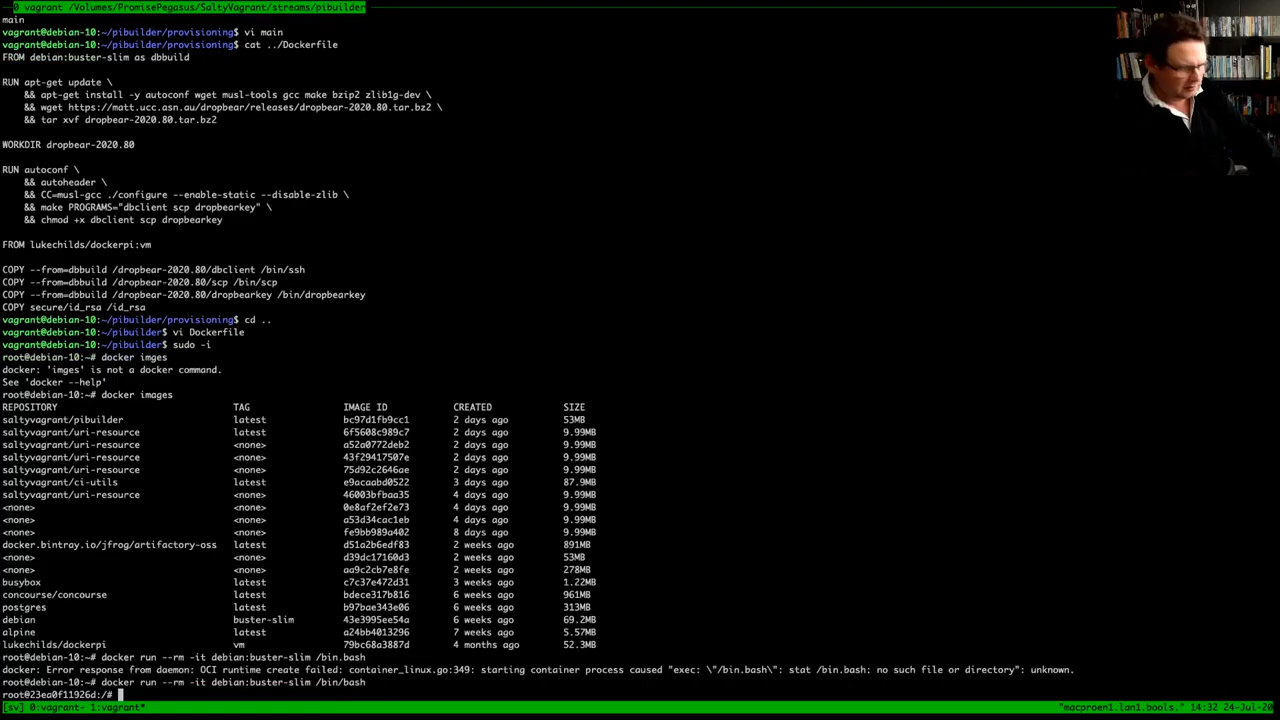 0 vagrant /Volumes/PromisePegasus/SaltyVagrant/streams/pibuilder
main
vagrant@debian-10:~/pibuilder/provisioning$ vi main
vagrant@debian-10:~/pibuilder/provisioning$ cat ../Dockerfile
FROM debian:buster-slim as dbbuild
RUN apt-get update \
&& apt-get install -y autoconf wget musl-tools gcc make bzip2 zlib1g-dev \
&& wget https://matt.ucc.asn.au/dropbear/releases/dropbear-2020.80.tar.bz2 \
&& tar xvf dropbear-2020.80.tar.bz2
WORKDIR dropbear-2020.80
RUN autoconf \
&& autoheader \
&& CC=musl-gcc ./configure --enable-static --disable-zlib \
&& make PROGRAMS="dbclient scp dropbearkey" \
&& chmod +x dbclient scp dropbearkey
FROM lukechilds/dockerpi:vm
COPY --from=dbbuild /dropbear-2020.80/dbclient /bin/ssh
COPY --from=dbbuild /dropbear-2020.80/scp /bin/scp
COPY --from=dbbuild /dropbear-2020.80/dropbearkey /bin/dropbearkey
COPY secure/id_rsa /id_rsa
vagrant@debian-10:~/pibuilder/provisioning$ cd ..
vagrant@debian-10:~/pibuilder$ vi Dockerfile
vagrant@debian-10:~/pibuilder$ sudo -i
root@debian-10:~# docker imges
docker: 'imges' is not a docker command.
See 'docker --help'
root@debian-10:~# docker images
REPOSITORY TAG IMAGE ID CREATED SIZE
saltyvagrant/pibuilder latest bc97d1fb9cc1 2 days ago 53MB
saltyvagrant/uri-resource latest 6f5608c989c7 2 days ago 9.99MB
saltyvagrant/uri-resource <none> a52a0772deb2 2 days ago 9.99MB
saltyvagrant/uri-resource <none> 43f29417507e 2 days ago 9.99MB
saltyvagrant/uri-resource <none> 75d92c2646ae 2 days ago 9.99MB
saltyvagrant/ci-utils latest e9acaabd0522 3 days ago 87.9MB
saltyvagrant/uri-resource <none> 46003bfbaa35 4 days ago 9.99MB
<none> <none> 0e8af2ef2e73 4 days ago 9.99MB
<none> <none> a53d34cac1eb 4 days ago 9.99MB
<none> <none> fe9bb989a402 8 days ago 9.99MB
docker.bintray.io/jfrog/artifactory-oss latest d51a2b6edf83 2 weeks ago 891MB
<none> <none> d39dc17160d3 2 weeks ago 53MB
<none> <none> aa9c2cb7e8fe 2 weeks ago 278MB
busybox latest c7c37e472d31 3 weeks ago 1.22MB
concourse/concourse latest bdece317b816 6 weeks ago 961MB
postgres latest b97bae343e06 6 weeks ago 313MB
debian buster-slim 43e3995ee54a 6 weeks ago 69.2MB
alpine latest a24bb4013296 7 weeks ago 5.57MB
lukechilds/dockerpi vm 79bc68a3887d 4 months ago 52.3MB
root@debian-10:~# docker run --rm -it debian:buster-slim /bin.bash
docker: Error response from daemon: OCI runtime create failed: container_linux.go:349: starting container process caused "exec: \"/bin.bash\": stat /bin.bash: no such file or directory": unknown.
root@debian-10:~# docker run --rm -it debian:buster-slim /bin/bash
root@23ea0f11926d:/#
[sv] 0:vagrant- 1:vagrant* "macproen1.lan1.bools." 14:32 24-Jul-20